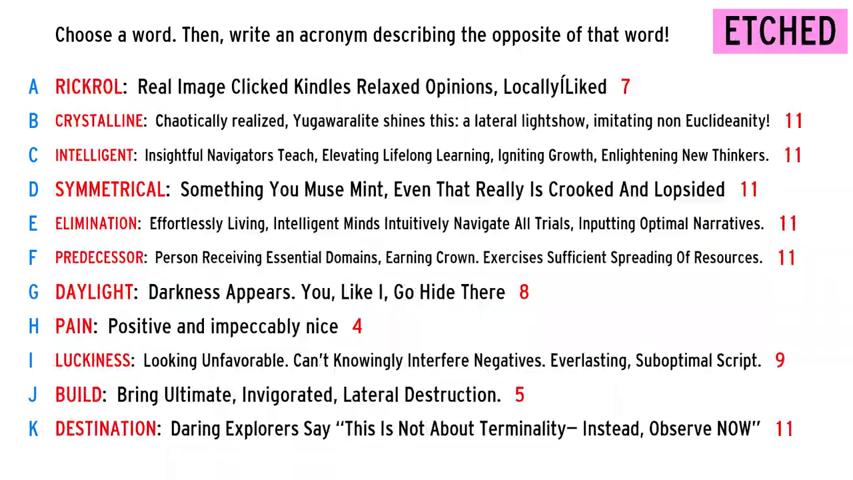 Choose a word. Then, write an acronym describing the opposite of that word!
ETCHED
A RICKROL: Real Image Clicked Kindles Relaxed Opinions, LocallyÍLiked 7
B CRYSTALLINE: Chaotically realized, Yugawaralite shines this: a lateral lightshow, imitating non Euclideanity! 11
C INTELLIGENT: Insightful Navigators Teach, Elevating Lifelong Learning, Igniting Growth, Enlightening New Thinkers. 11
D SYMMETRICAL: Something You Muse Mint, Even That Really Is Crooked And Lopsided 11
E ELIMINATION: Effortlessly Living, Intelligent Minds Intuitively Navigate All Trials, Inputting Optimal Narratives. 11
F PREDECESSOR: Person Receiving Essential Domains, Earning Crown. Exercises Sufficient Spreading Of Resources. 11
G DAYLIGHT: Darkness Appears. You, Like I, Go Hide There 8
H PAIN: Positive and impeccably nice 4
I LUCKINESS: Looking Unfavorable. Can't Knowingly Interfere Negatives. Everlasting, Suboptimal Script. 9
J BUILD: Bring Ultimate, Invigorated, Lateral Destruction. 5
K DESTINATION: Daring Explorers Say “This Is Not About Terminality— Instead, Observe NOW” 11